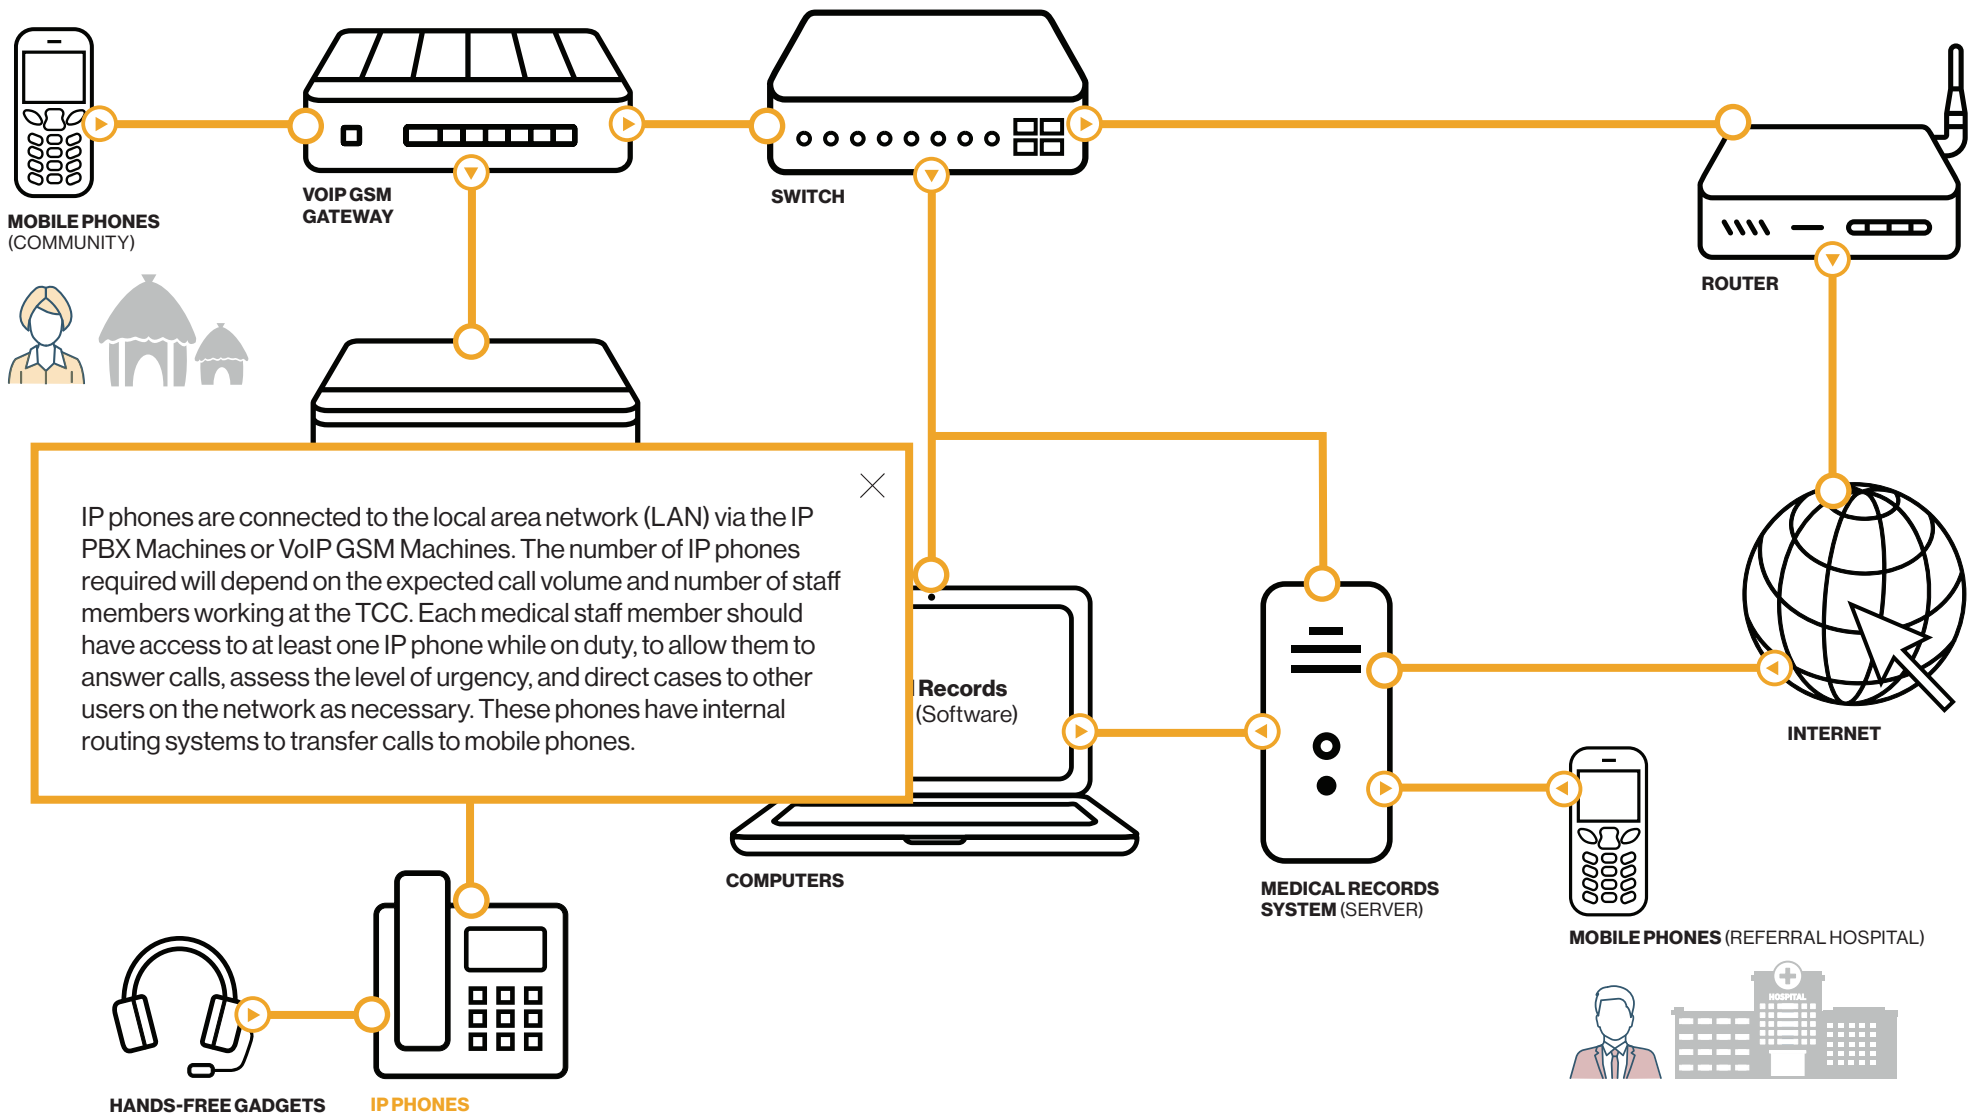 VOIP GSM
GATEWAY
SWITCH
MOBILE PHONES
(COMMUNITY)
ROUTER
IP phones are connected to the local area network (LAN) via the IP
PBX Machines or VoIP GSM Machines. The number of IP phones
required will depend on the expected call volume and number of staff
members working at the TCC. Each medical staff member should
have access to at least one IP phone while on duty, to allow them to
answer calls, assess the level of urgency, and direct cases to other
users on the network as necessary. These phones have internal
routing systems to transfer calls to mobile phones.
Records
(Software)
INTERNET
COMPUTERS
MEDICAL RECORDS
SYSTEM (SERVER)
MOBILE PHONES (REFERRAL HOSPITAL)
HOSPITAL
HANDS-FREE GADGETS
IP PHONES